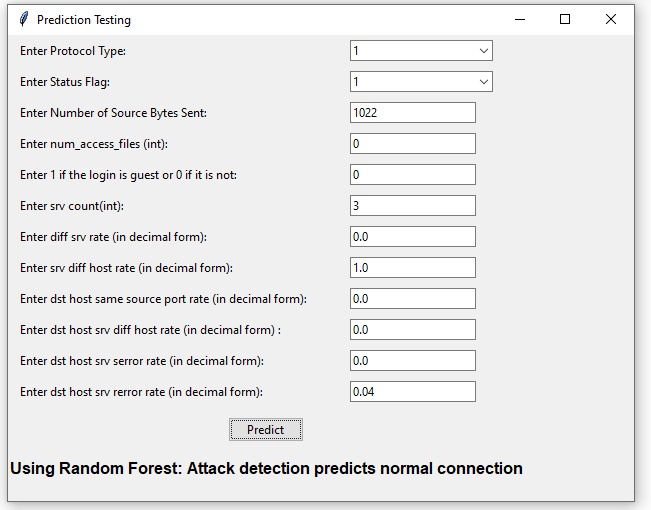 Prediction Testing
Enter Protocol Type: 1
Enter Status Flag: 1
Enter Number of Source Bytes Sent: 1022
Enter num_access_files (int): 0
Enter 1 if the login is guest or 0 if it is not: 0
Enter srv count(int): 3
Enter diff srv rate (in decimal form): 0.0
Enter srv diff host rate (in decimal form): 1.0
Enter dst host same source port rate (in decimal form): 0.0
Enter dst host srv diff host rate (in decimal form) : 0.0
Enter dst host srv serror rate (in decimal form): 0.0
Enter dst host srv rerror rate (in decimal form): 0.04
Predict
Using Random Forest: Attack detection predicts normal connection